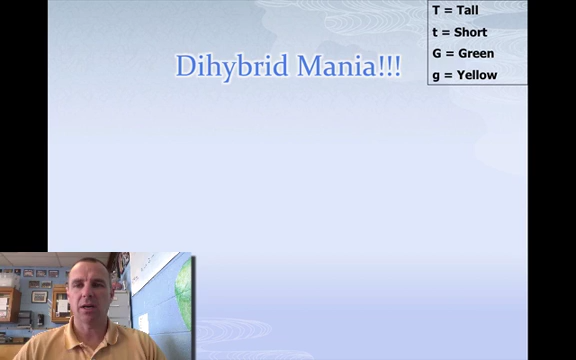 T = Tall
t = Short
G = Green
g = Yellow
Dihybrid Mania!!!